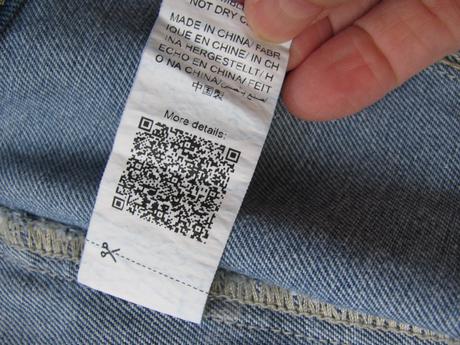 NOT DRY C
MADE IN CHINA/ FABR
IQUE EN CHINE/ IN CH
INA HERGESTELLT/ H
ECHO EN CHINA/ FEIT
O NA CHINA/
中国製
More details: